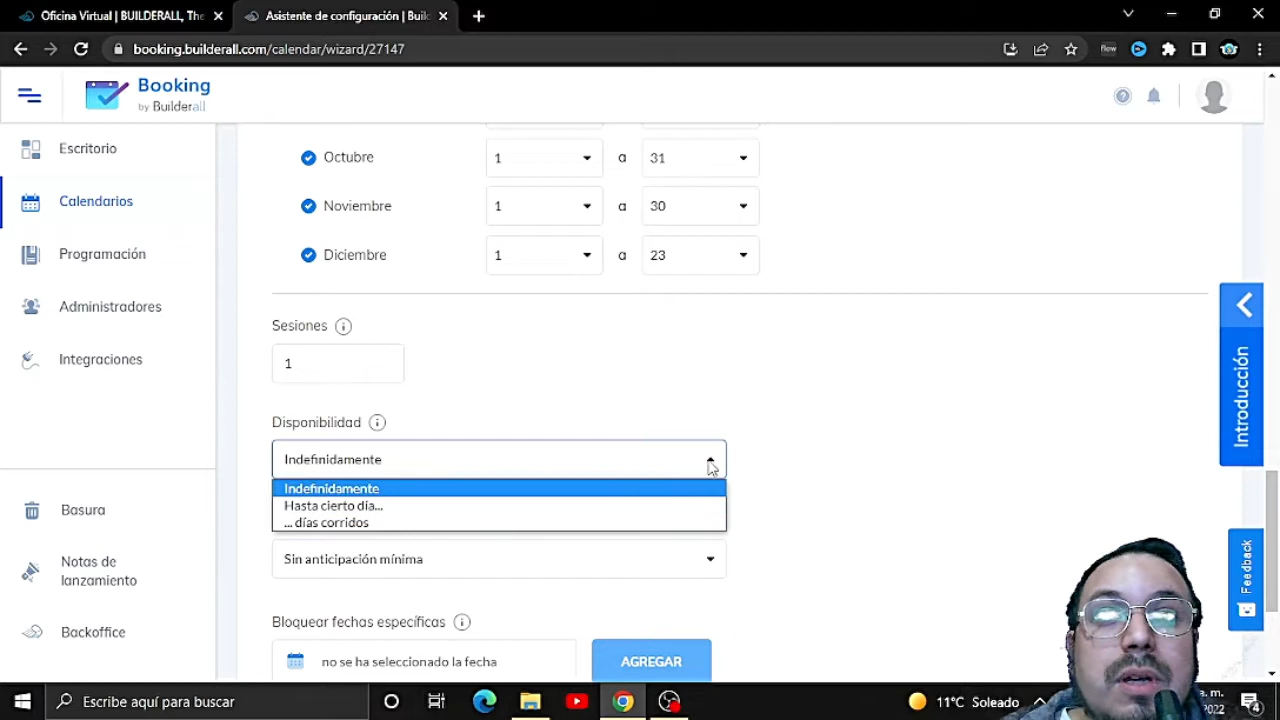 Oficina Virtual | BUILDERALL, The
Asistente de configuración | Buil
booking.builderall.com/calendar/wizard/27147
flow
Booking
by Builderall
Escritorio
Calendarios
Programación
Administradores
Integraciones
Basura
Notas de
lanzamiento
Backoffice
Octubre 1 a 31
Noviembre 1 a 30
Diciembre 1 a 23
Sesiones
1
Disponibilidad
Indefinidamente
Indefinidamente
Hasta cierto día...
... días corridos
Sin anticipación mínima
Bloquear fechas específicas
no se ha seleccionado la fecha
AGREGAR
Introducción
Feedback
Escribe aquí para buscar
11°C Soleado
a. m.
2022
4